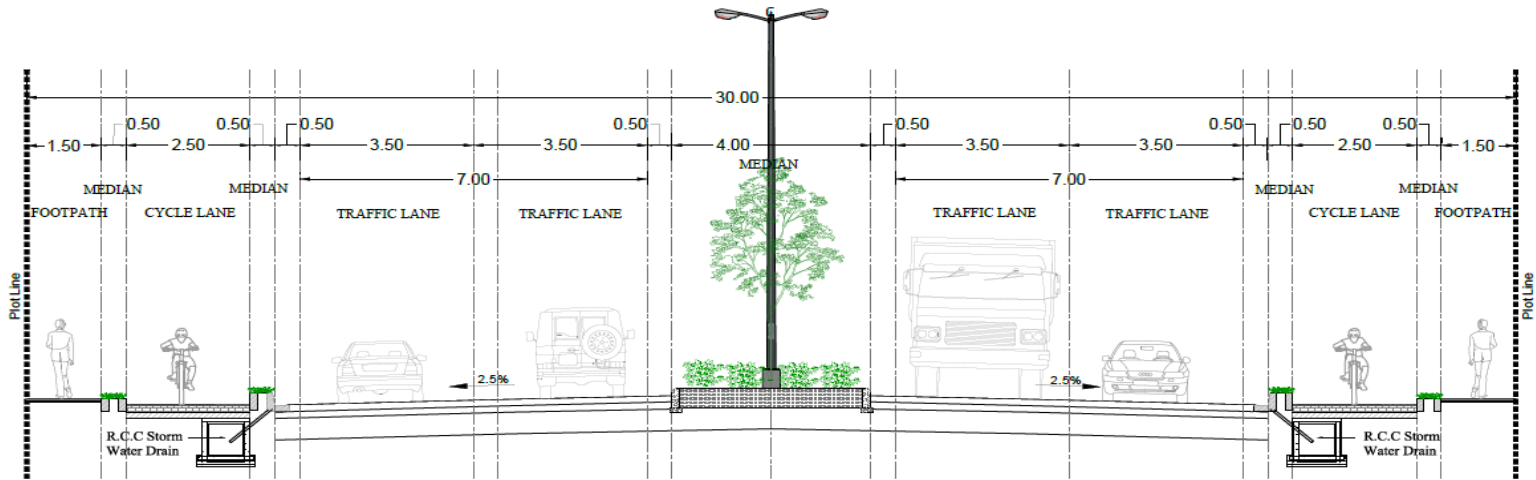 C
30.00
0.50 0.50 0.50 0.50 0.50 0.50 0.50 0.50
1.50 2.50 3.50 3.50 4.00 3.50 3.50 2.50 1.50
MEDIAN
7.00 7.00
MEDIAN MEDIAN MEDIAN MEDIAN
FOOTPATH CYCLE LANE TRAFFIC LANE TRAFFIC LANE TRAFFIC LANE TRAFFIC LANE CYCLE LANE FOOTPATH
Plot Line
Plot Line
2.5% 2.5%
R.C.C Storm
Water Drain
R.C.C Storm
Water Drain